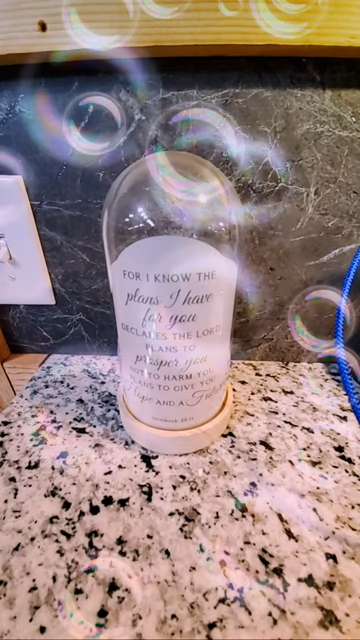 FOR I KNOW THE
plans I have
for you
DECLARES THE LORD
PLANS TO
prosper you
NOT TO HARM YOU
PLANS TO GIVE YOU
Hope AND A Future